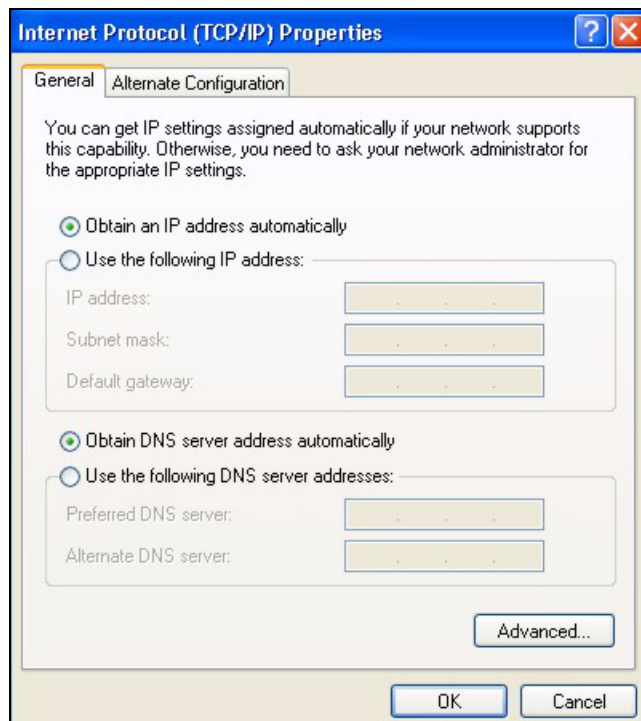 Internet Protocol (TCP/IP) Properties
General
Alternate Configuration
You can get IP settings assigned automatically if your network supports
this capability. Otherwise, you need to ask your network administrator for
the appropriate IP settings.
Obtain an IP address automatically
Use the following IP address:
IP address:
Subnet mask:
Default gateway:
Obtain DNS server address automatically
Use the following DNS server addresses:
Preferred DNS server:
Alternate DNS server:
Advanced...
OK
Cancel